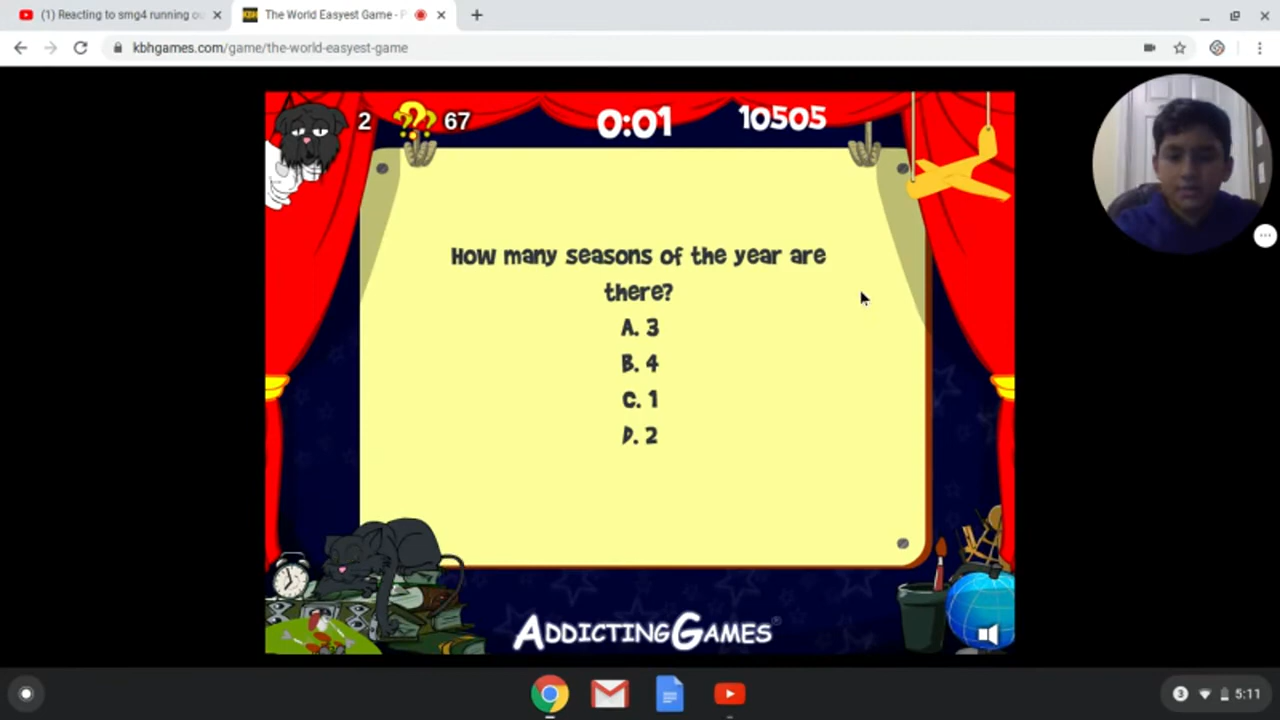 (1) Reacting to smg4 running ou
The World Easyest Game - P
kbhgames.com/game/the-world-easyest-game
2 ??? 67 0:01 10505
How many seasons of the year are
there?
A. 3
B. 4
C. 1
D. 2
ADDICTINGGAMES
3 5:11